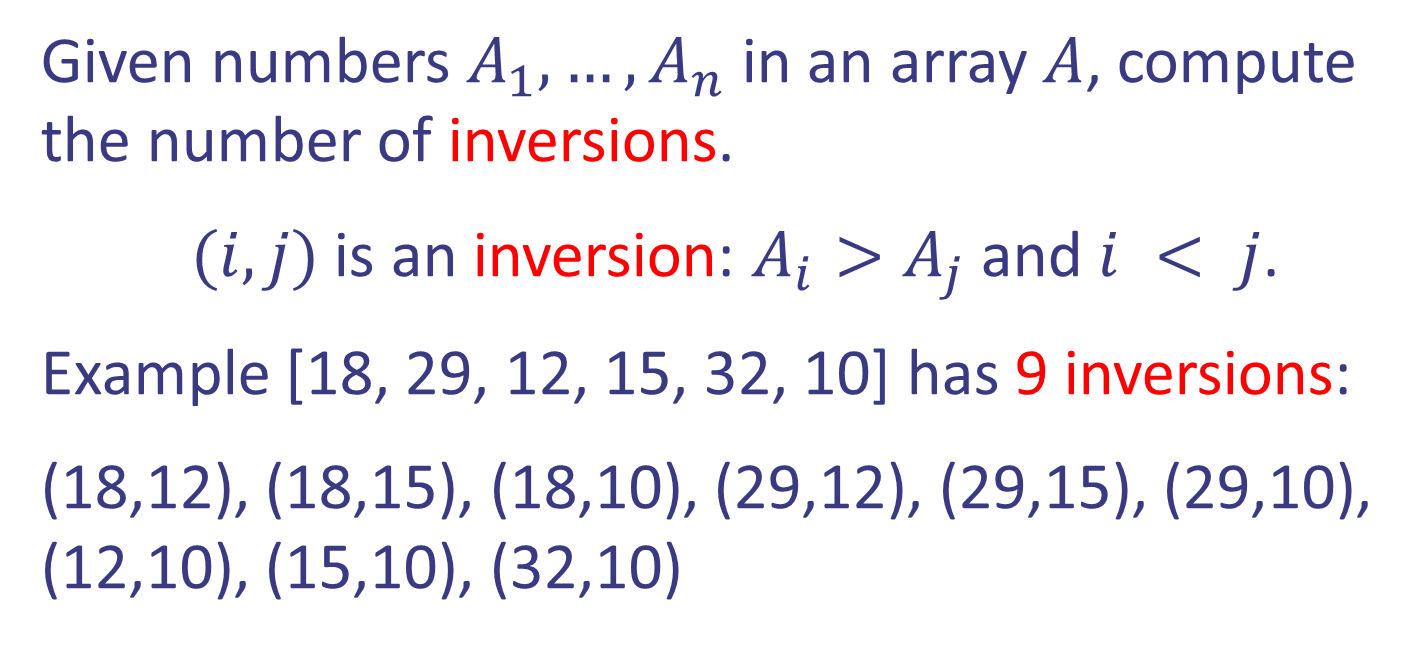 Given numbers A₁, ... , Aₙ in an array A, compute
the number of inversions.
(i, j) is an inversion: Aᵢ > Aⱼ and i < j.
Example [18, 29, 12, 15, 32, 10] has 9 inversions:
(18,12), (18,15), (18,10), (29,12), (29,15), (29,10),
(12,10), (15,10), (32,10)